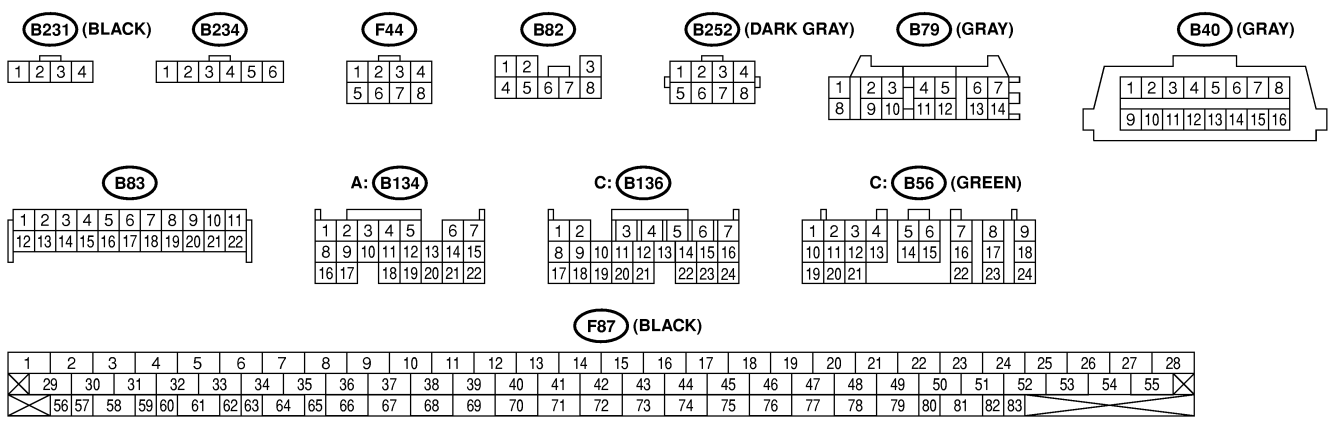 B231 (BLACK) B234 F44 B82 B252 (DARK GRAY) B79 (GRAY) B40 (GRAY)
1 2 3 4
1 2 3 4 5 6
1 2 3 4
5 6 7 8
1 2 3
4 5 6 7 8
1 2 3 4
5 6 7 8
1 2 3 4 5 6 7
8 9 10 11 12 13 14
1 2 3 4 5 6 7 8
9 10 11 12 13 14 15 16
B83 A: B134 C: B136 C: B56 (GREEN)
1 2 3 4 5 6 7 8 9 10 11
12 13 14 15 16 17 18 19 20 21 22
1 2 3 4 5 6 7
8 9 10 11 12 13 14 15
16 17 18 19 20 21 22
1 2 3 4 5 6 7
8 9 10 11 12 13 14 15 16
17 18 19 20 21 22 23 24
1 2 3 4 5 6 7 8 9
10 11 12 13 14 15 16 17 18
19 20 21 22 23 24
F87 (BLACK)
1 2 3 4 5 6 7 8 9 10 11 12 13 14 15 16 17 18 19 20 21 22 23 24 25 26 27 28
29 30 31 32 33 34 35 36 37 38 39 40 41 42 43 44 45 46 47 48 49 50 51 52 53 54 55
56 57 58 59 60 61 62 63 64 65 66 67 68 69 70 71 72 73 74 75 76 77 78 79 80 81 82 83